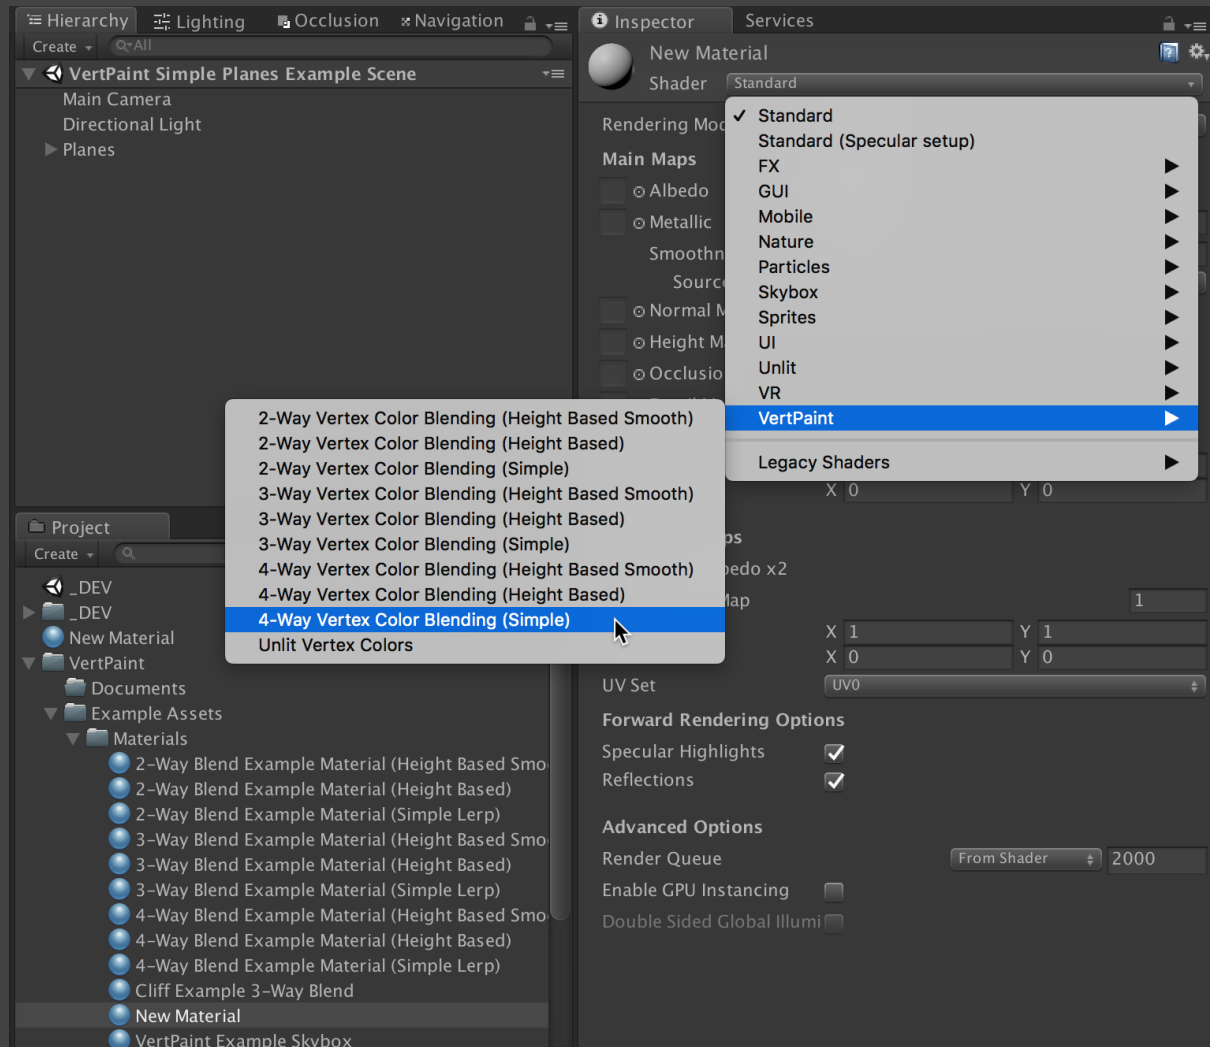 Hierarchy
Lighting
Occlusion
Navigation
Create
All
VertPaint Simple Planes Example Scene
Main Camera
Directional Light
Planes
Inspector
Services
New Material
Shader
Standard
Rendering Mod
Main Maps
Albedo
Metallic
Smoothn
Sourc
Normal M
Height Ma
Occlusio
Standard
Standard (Specular setup)
FX
GUI
Mobile
Nature
Particles
Skybox
Sprites
UI
Unlit
VR
VertPaint
Legacy Shaders
2-Way Vertex Color Blending (Height Based Smooth)
2-Way Vertex Color Blending (Height Based)
2-Way Vertex Color Blending (Simple)
3-Way Vertex Color Blending (Height Based Smooth)
3-Way Vertex Color Blending (Height Based)
3-Way Vertex Color Blending (Simple)
4-Way Vertex Color Blending (Height Based Smooth)
4-Way Vertex Color Blending (Height Based)
4-Way Vertex Color Blending (Simple)
Unlit Vertex Colors
X 0 Y 0
ps
bedo x2
Map 1
X 1 Y 1
X 0 Y 0
UV Set UV0
Forward Rendering Options
Specular Highlights
Reflections
Advanced Options
Render Queue From Shader 2000
Enable GPU Instancing
Double Sided Global Illumi
Project
Create
_DEV
_DEV
New Material
VertPaint
Documents
Example Assets
Materials
2-Way Blend Example Material (Height Based Smo
2-Way Blend Example Material (Height Based)
2-Way Blend Example Material (Simple Lerp)
3-Way Blend Example Material (Height Based Smo
3-Way Blend Example Material (Height Based)
3-Way Blend Example Material (Simple Lerp)
4-Way Blend Example Material (Height Based Smo
4-Way Blend Example Material (Height Based)
4-Way Blend Example Material (Simple Lerp)
Cliff Example 3-Way Blend
New Material
VertPaint Example Skybox